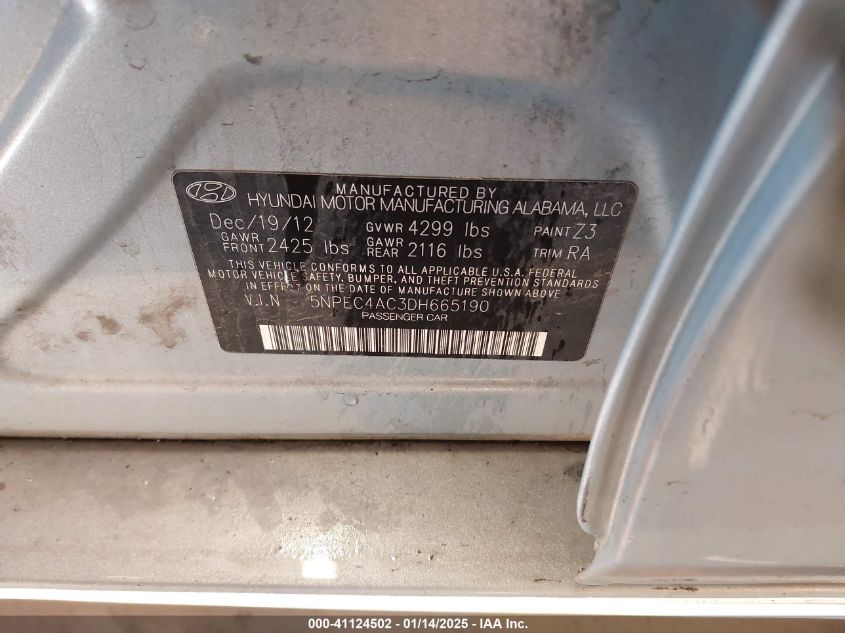 MANUFACTURED BY
HYUNDAI MOTOR MANUFACTURING ALABAMA, LLC
Dec/19/12 GVWR 4299 lbs PAINT Z3
GAWR FRONT 2425 lbs GAWR REAR 2116 lbs TRIM RA
THIS VEHICLE CONFORMS TO ALL APPLICABLE U.S.A. FEDERAL
MOTOR VEHICLE SAFETY, BUMPER, AND THEFT PREVENTION STANDARDS
IN EFFECT ON THE DATE OF MANUFACTURE SHOWN ABOVE
V.I.N 5NPEC4AC3DH665190
PASSENGER CAR
000-41124502 - 01/14/2025 - IAA Inc.